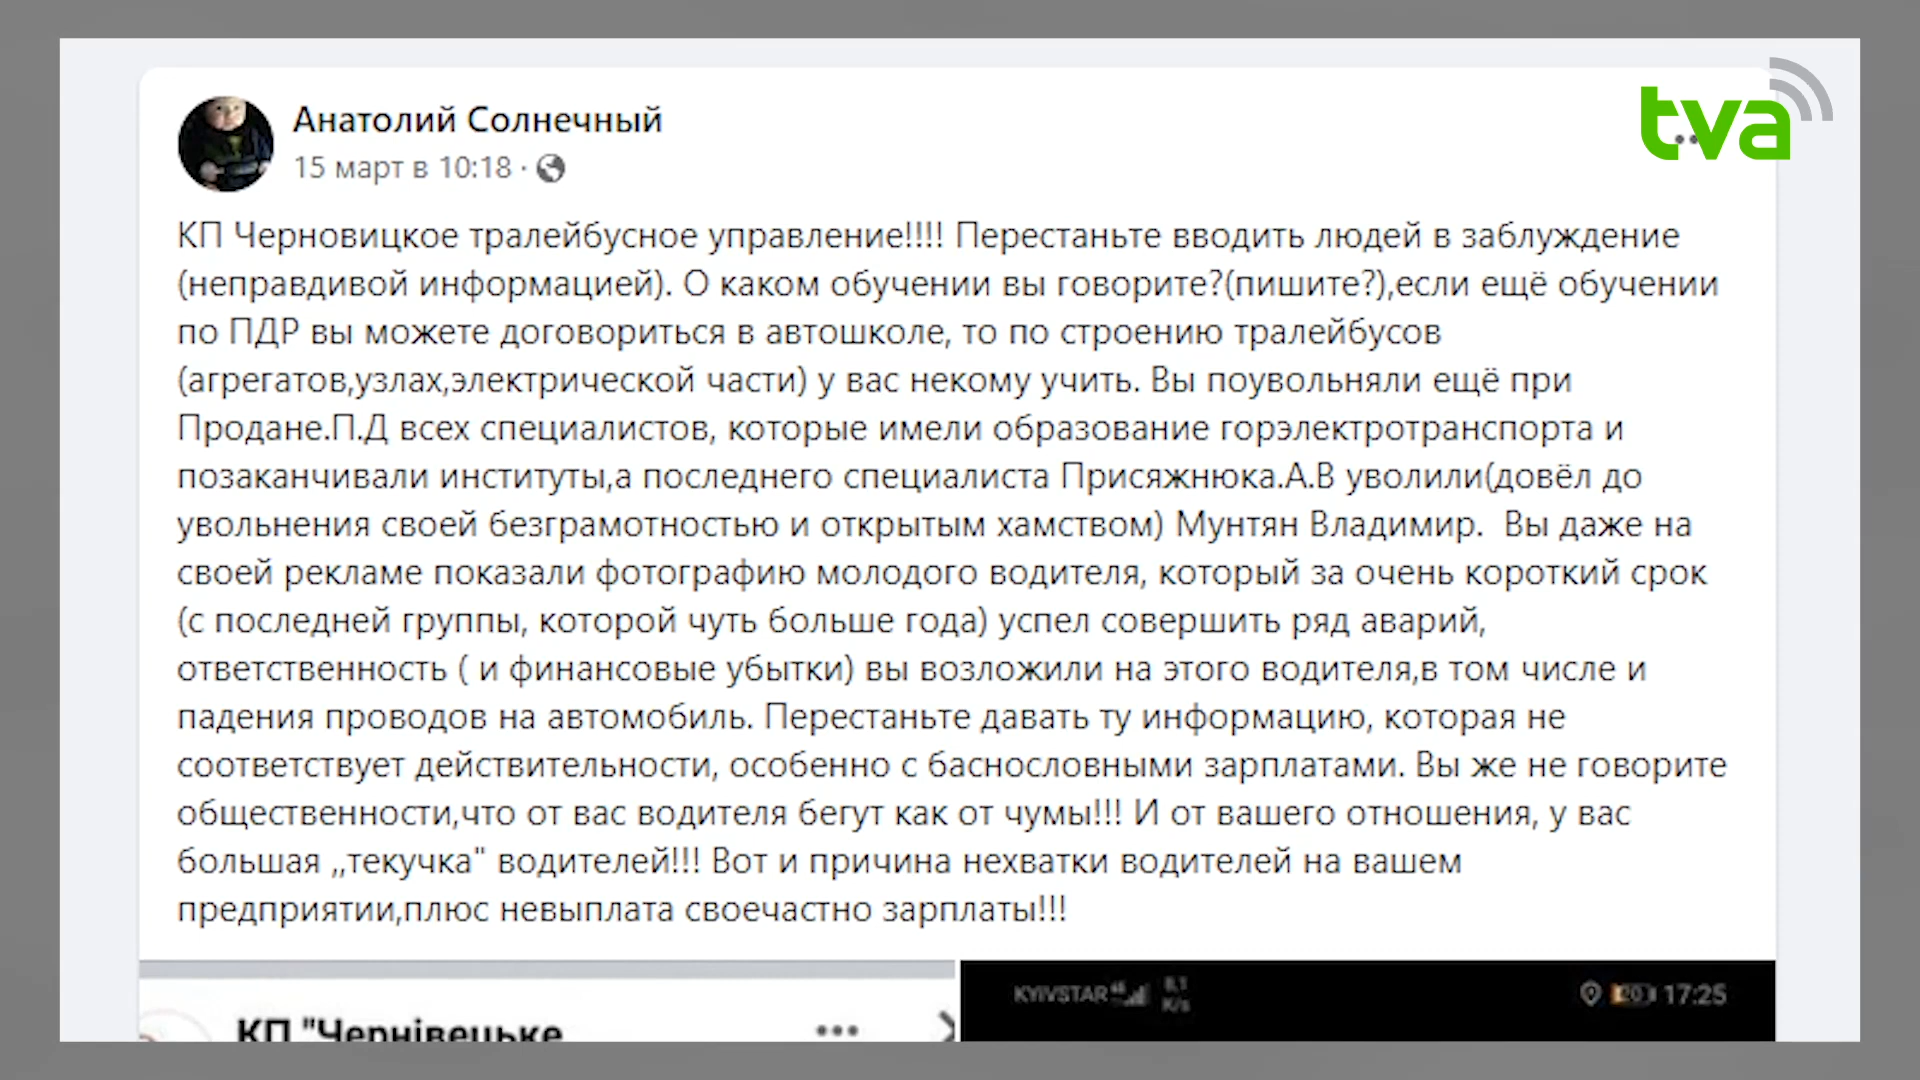 tva
Анатолий Солнечный
15 март в 10:18 ·
КП Черновицкое тралейбусное управление!!!! Перестаньте вводить людей в заблуждение
(неправдивой информацией). О каком обучении вы говорите?(пишите?),если ещё обучении
по ПДР вы можете договориться в автошколе, то по строению тралейбусов
(агрегатов,узлах,электрической части) у вас некому учить. Вы поувольняли ещё при
Продане.П.Д всех специалистов, которые имели образование горэлектротранспорта и
позаканчивали институты,а последнего специалиста Присяжнюка.А.В уволили(довёл до
увольнения своей безграмотностью и открытым хамством) Мунтян Владимир. Вы даже на
своей рекламе показали фотографию молодого водителя, который за очень короткий срок
(с последней группы, которой чуть больше года) успел совершить ряд аварий,
ответственность ( и финансовые убытки) вы возложили на этого водителя,в том числе и
падения проводов на автомобиль. Перестаньте давать ту информацию, которая не
соответствует действительности, особенно с баснословными зарплатами. Вы же не говорите
общественности,что от вас водителя бегут как от чумы!!! И от вашего отношения, у вас
большая ,,текучка" водителей!!! Вот и причина нехватки водителей на вашем
предприятии,плюс невыплата своечастно зарплаты!!!
КП "Чернівецьке
KYIVSTAR 8,1 K/s 20 17:25